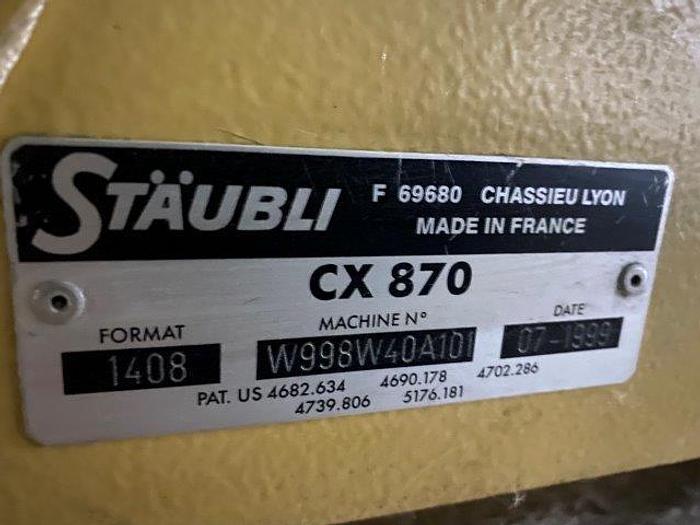 STÄUBLI F 69680 CHASSIEU LYON
MADE IN FRANCE
CX 870
FORMAT MACHINE N° DATE
1408 W998W40A101 07-1999
PAT. US 4682.634 4690.178 4702.286
4739.806 5176.181